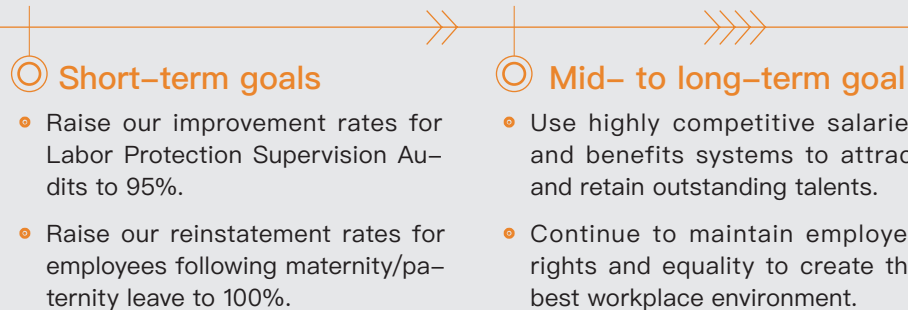 Short-term goals
Raise our improvement rates for
Labor Protection Supervision Au-
dits to 95%.
Raise our reinstatement rates for
employees following maternity/pa-
ternity leave to 100%.
Mid- to long-term goal
Use highly competitive salarie
and benefits systems to attrac
and retain outstanding talents.
Continue to maintain employe
rights and equality to create th
best workplace environment.